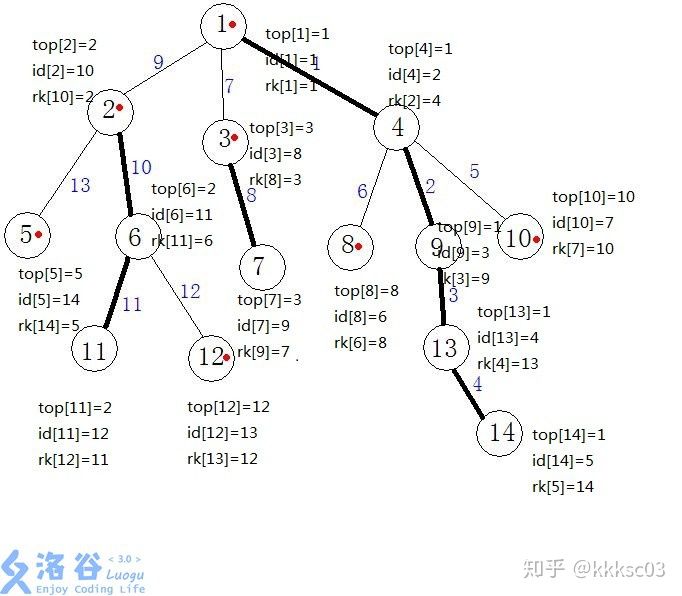 1
top[1]=1
id[1]=1
rk[1]=1
1
top[2]=2
id[2]=10
rk[10]=2
9
7
top[4]=1
id[4]=2
rk[2]=4
2
3
top[3]=3
id[3]=8
rk[8]=3
4
13
10
8
6
2
5
top[6]=2
id[6]=11
rk[11]=6
top[10]=10
id[10]=7
rk[7]=10
5
6
7
8
top[9]=1
id[9]=3
rk[3]=9
9
10
top[5]=5
id[5]=14
rk[14]=5
11
12
top[7]=3
id[7]=9
rk[9]=7
top[8]=8
id[8]=6
rk[6]=8
3
top[13]=1
id[13]=4
rk[4]=13
11
12
13
4
top[11]=2
id[11]=12
rk[12]=11
top[12]=12
id[12]=13
rk[13]=12
14
top[14]=1
id[14]=5
rk[5]=14
洛谷
< 3.0 >
Luogu
Enjoy Coding Life
知乎 @kkksc03